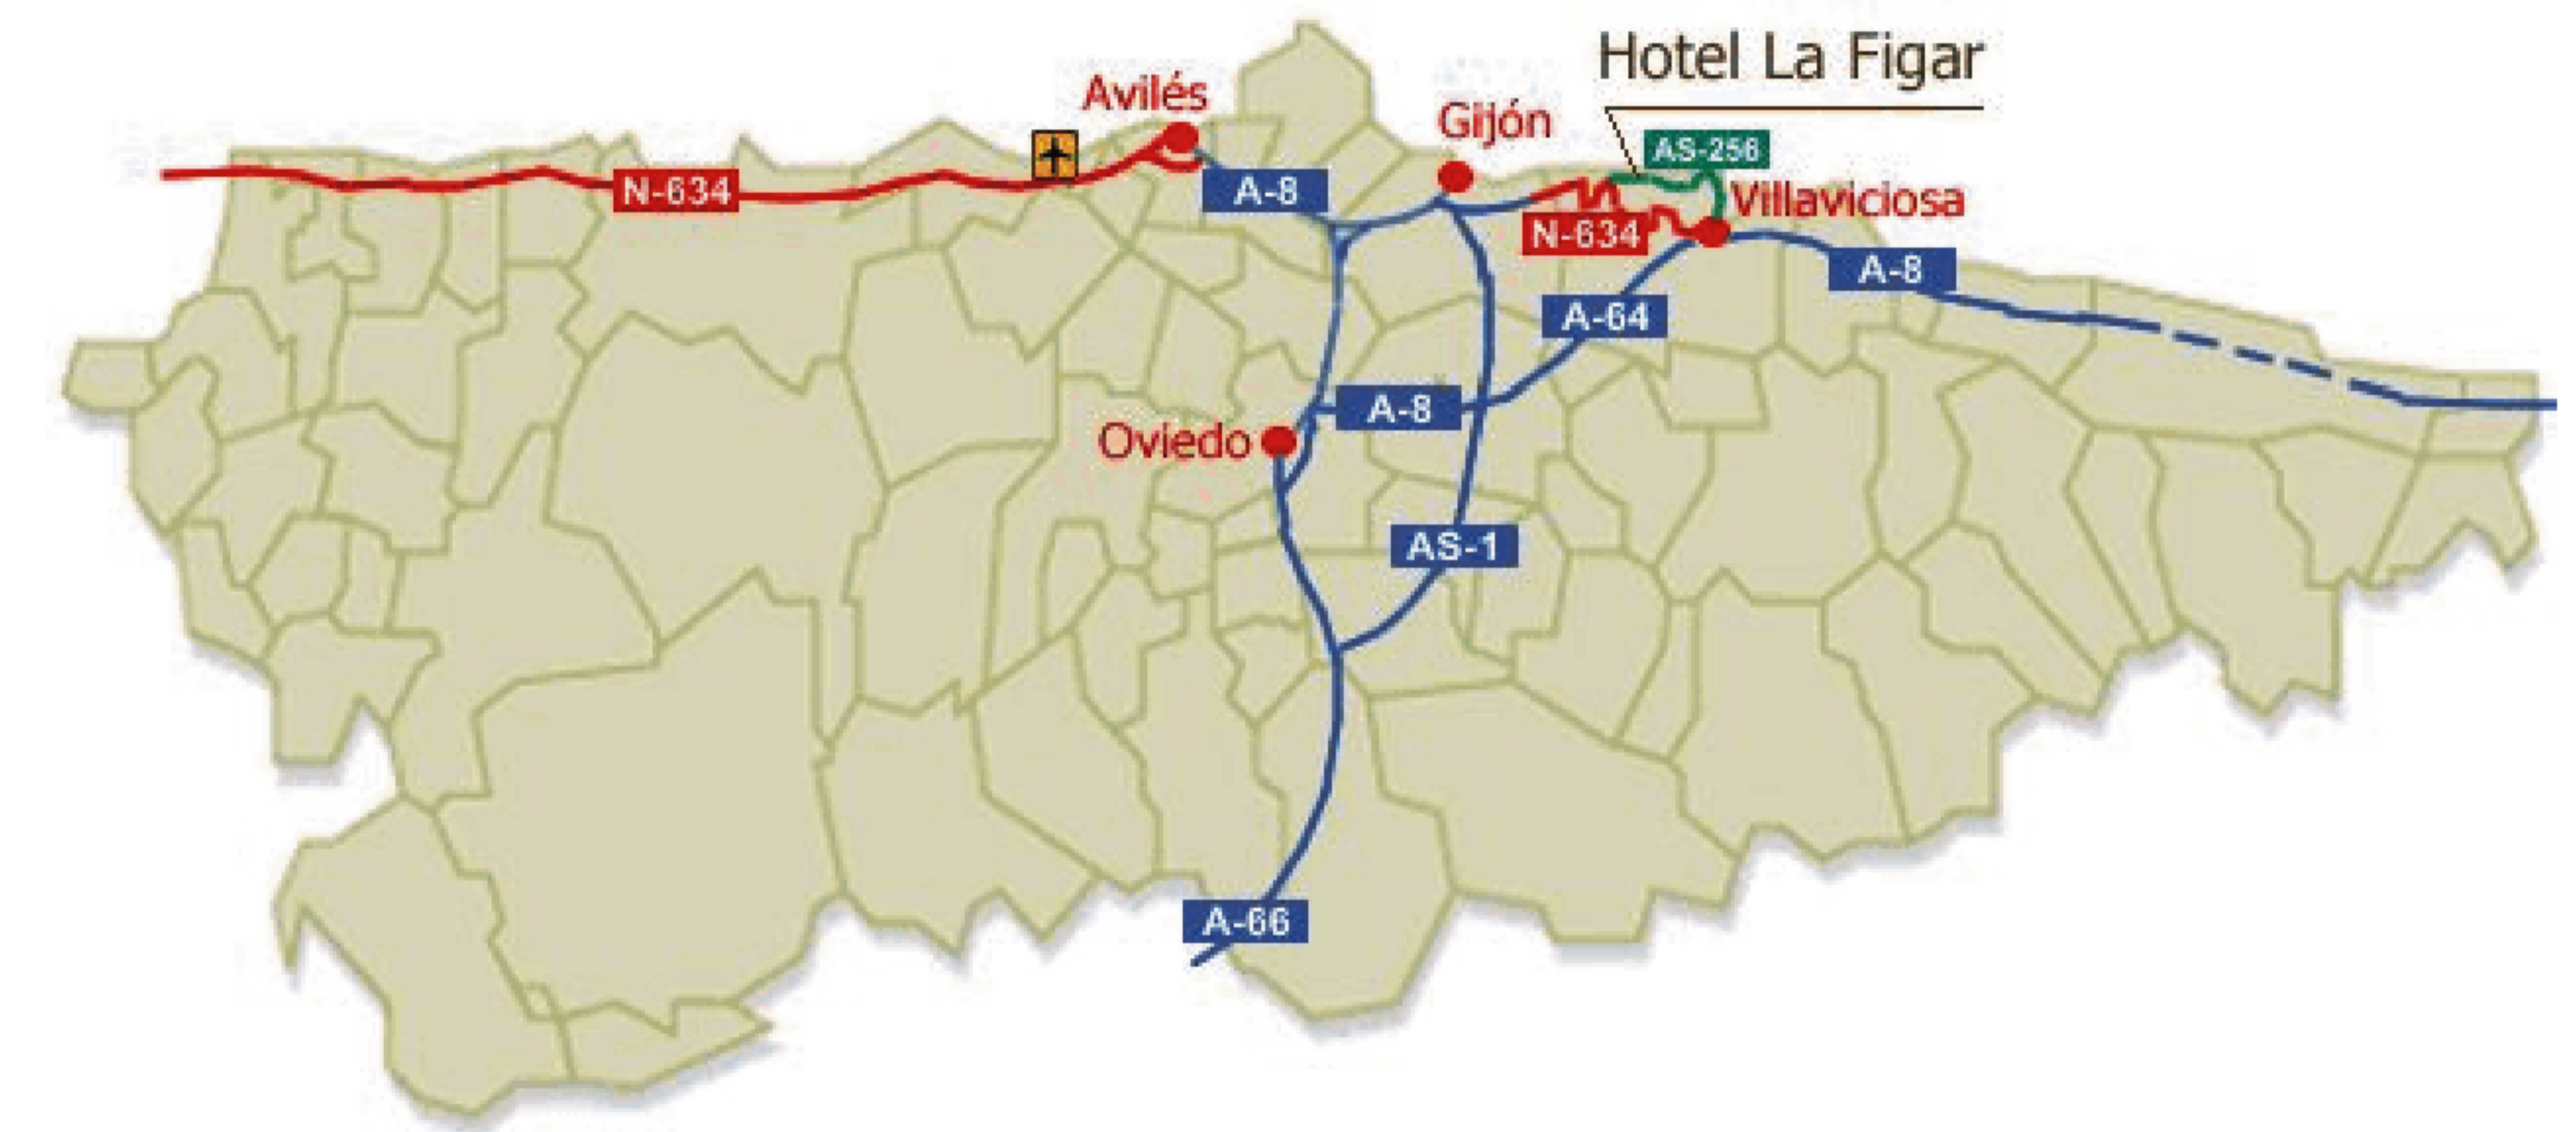 Hotel La Figar
Avilés
Gijón
AS-256
N-634
A-8
Villaviciosa
N-634
A-8
A-64
A-8
Oviedo
AS-1
A-66